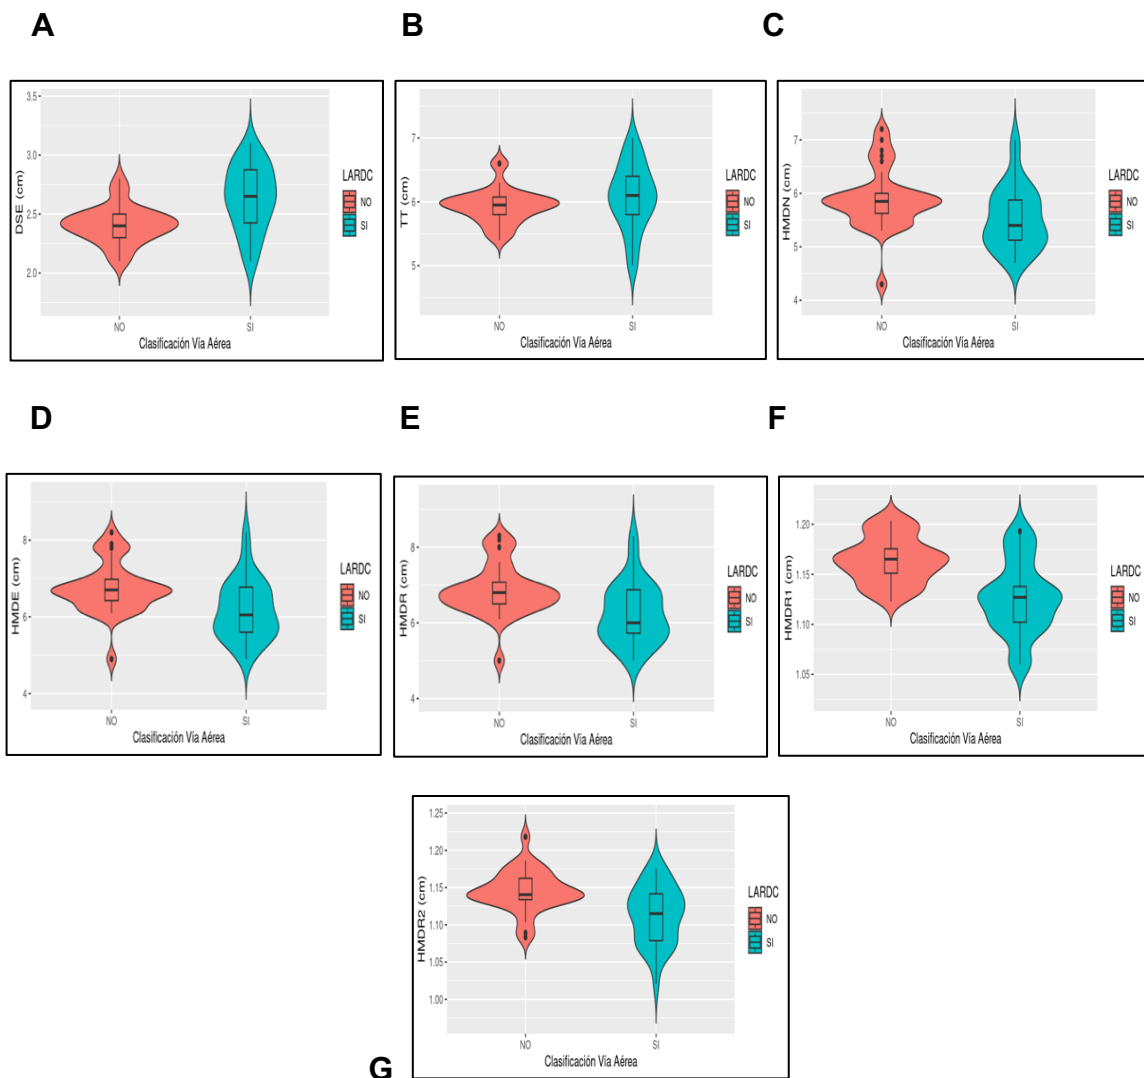 A
B
C
3.5
3.0
2.5
2.0
DSE (cm)
NO
SI
Clasificación Vía Aérea
LARDC
NO
SI
7
6
5
TT (cm)
NO
SI
Clasificación Vía Aérea
LARDC
NO
SI
7
6
5
4
HMDN (cm)
NO
SI
Clasificación Vía Aérea
LARDC
NO
SI
D
E
F
8
6
4
HMDE (cm)
NO
SI
Clasificación Vía Aérea
LARDC
NO
SI
8
6
4
HMDR (cm)
NO
SI
Clasificación Vía Aérea
LARDC
NO
SI
1.20
1.15
1.10
1.05
HMDR1 (cm)
NO
SI
Clasificación Vía Aérea
LARDC
NO
SI
1.25
1.20
1.15
1.10
1.05
1.00
HMDR2 (cm)
NO
SI
Clasificación Vía Aérea
LARDC
NO
SI
G